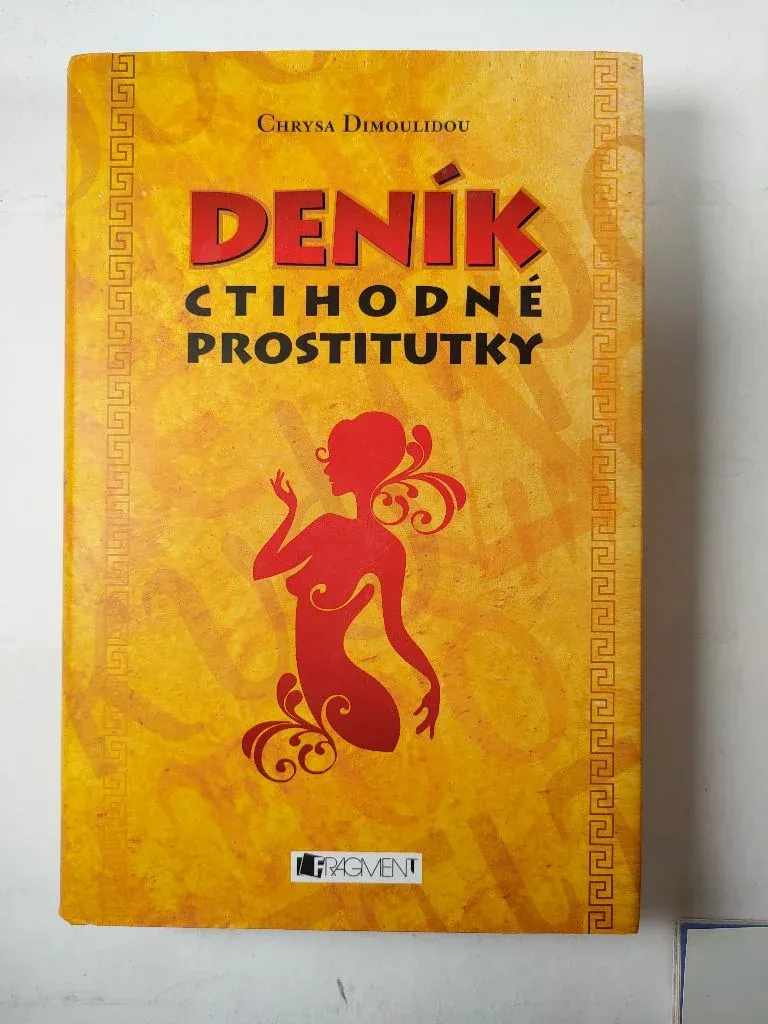 Chrysa Dimoulidou
DENÍK
CTIHODNÉ
PROSTITUTKY
FRAGMENT